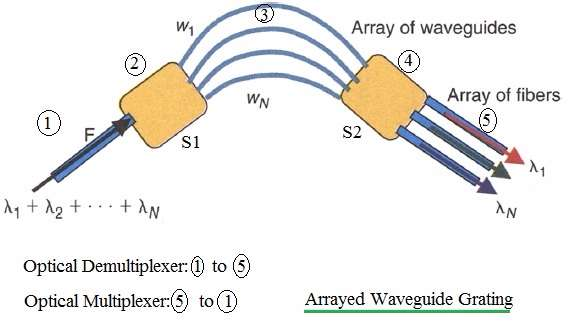 w1
③
Array of waveguides
②
④
①
F
S1
wN
S2
Array of fibers
⑤
λ1
λ1 + λ2 + · · · + λN
λN
Optical Demultiplexer:① to ⑤
Optical Multiplexer:⑤ to ①
Arrayed Waveguide Grating